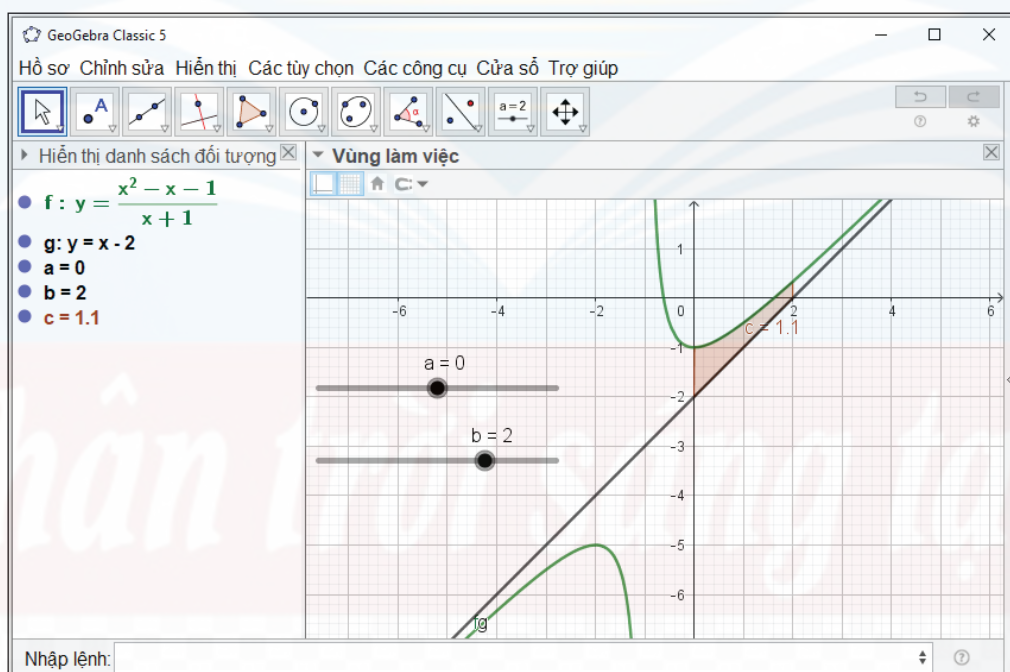 GeoGebra Classic 5
Hồ sơ Chỉnh sửa Hiển thị Các tùy chọn Các công cụ Cửa sổ Trợ giúp
A α a = 2
Hiển thị danh sách đối tượng
Vùng làm việc
f : y = (x² − x − 1)/(x + 1)
g: y = x - 2
a = 0
b = 2
c = 1.1
1
-6 -4 -2 0 2 4 6
c = 1.1
-1
a = 0
-2
b = 2
-3
-4
-5
-6
fg
Nhập lệnh: